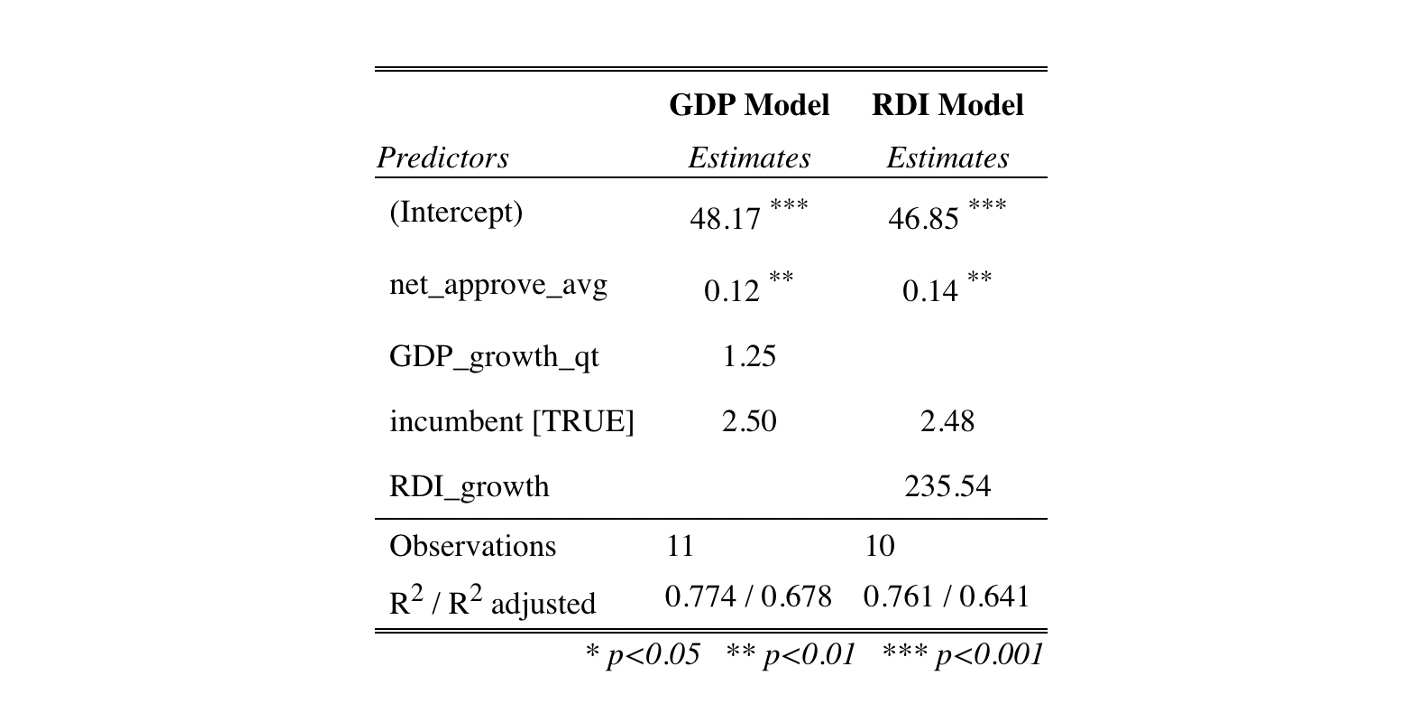 GDP Model RDI Model
Predictors Estimates Estimates
(Intercept) 48.17 *** 46.85 ***
net_approve_avg 0.12 ** 0.14 **
GDP_growth_qt 1.25
incumbent [TRUE] 2.50 2.48
RDI_growth 235.54
Observations 11 10
R² / R² adjusted 0.774 / 0.678 0.761 / 0.641
* p<0.05 ** p<0.01 *** p<0.001